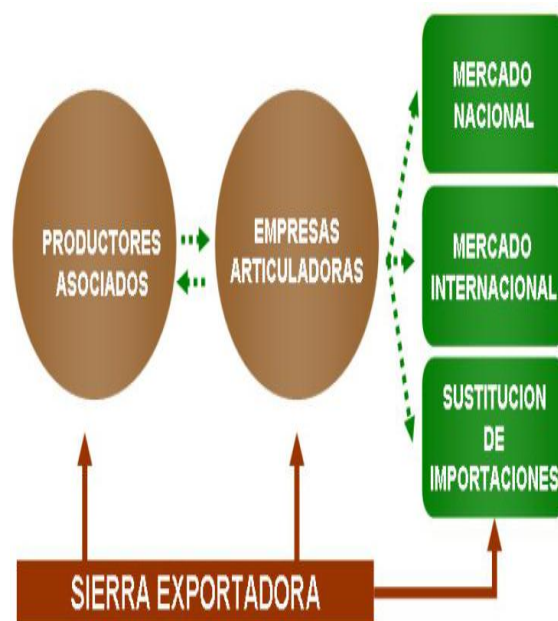 PRODUCTORES
ASOCIADOS
EMPRESAS
ARTICULADORAS
MERCADO
NACIONAL
MERCADO
INTERNACIONAL
SUSTITUCION
DE
IMPORTACIONES
SIERRA EXPORTADORA